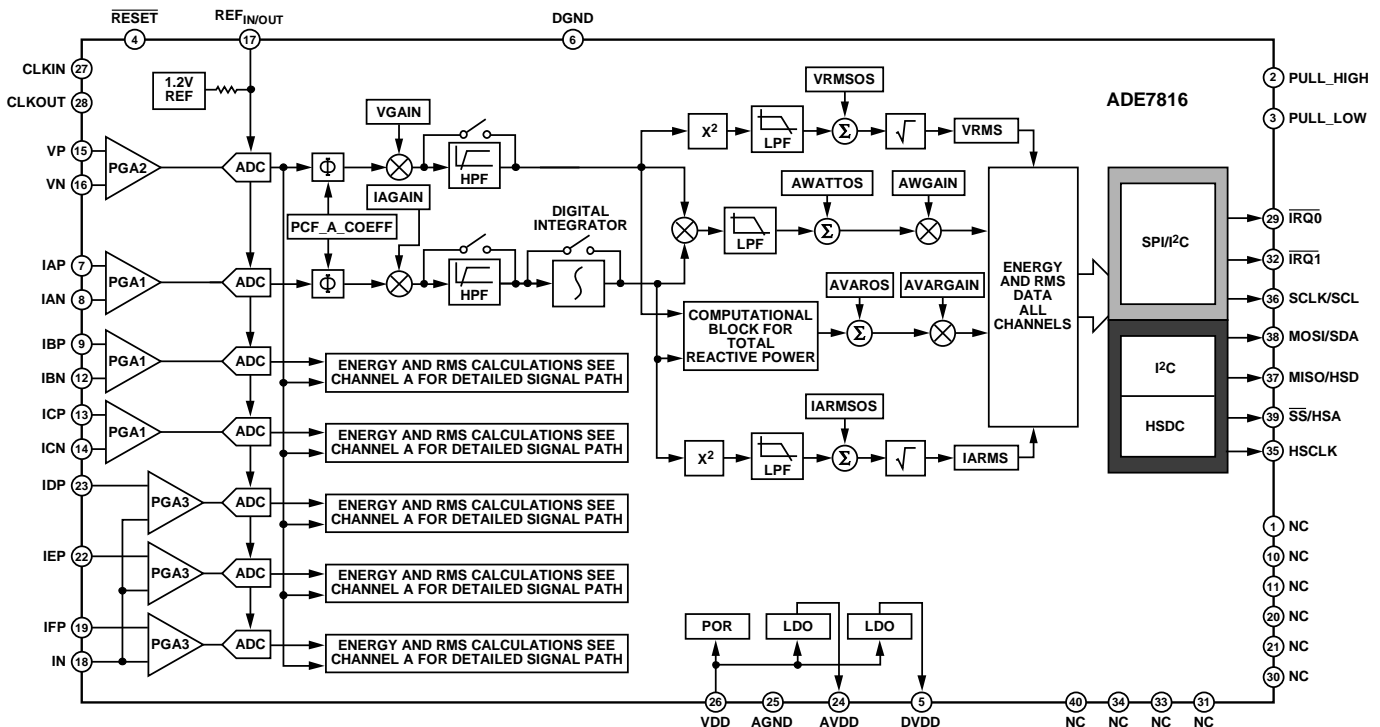 RESET
REF IN/OUT
DGND
4
17
6
CLKIN 27
CLKOUT 28
1.2V
REF
VP 15
VN 16
PGA2
ADC
Φ
VGAIN
HPF
IAGAIN
PCF_A_COEFF
IAP 7
IAN 8
PGA1
ADC
Φ
HPF
DIGITAL
INTEGRATOR
∫
X²
LPF
VRMSOS
Σ
√
VRMS
LPF
AWATTOS
Σ
AWGAIN
COMPUTATIONAL
BLOCK FOR
TOTAL
REACTIVE POWER
AVAROS
Σ
AVARGAIN
X²
LPF
IARMSOS
Σ
√
IARMS
ENERGY
AND RMS
DATA
ALL
CHANNELS
ADE7816
SPI/I²C
I²C
HSDC
2 PULL_HIGH
3 PULL_LOW
29 IRQ0
32 IRQ1
36 SCLK/SCL
38 MOSI/SDA
37 MISO/HSD
39 SS/HSA
35 HSCLK
1 NC
10 NC
11 NC
20 NC
21 NC
30 NC
IBP 9
IBN 12
PGA1
ADC
ENERGY AND RMS CALCULATIONS SEE
CHANNEL A FOR DETAILED SIGNAL PATH
ICP 13
ICN 14
PGA1
ADC
ENERGY AND RMS CALCULATIONS SEE
CHANNEL A FOR DETAILED SIGNAL PATH
IDP 23
PGA3
ADC
ENERGY AND RMS CALCULATIONS SEE
CHANNEL A FOR DETAILED SIGNAL PATH
IEP 22
PGA3
ADC
ENERGY AND RMS CALCULATIONS SEE
CHANNEL A FOR DETAILED SIGNAL PATH
IFP 19
IN 18
PGA3
ADC
ENERGY AND RMS CALCULATIONS SEE
CHANNEL A FOR DETAILED SIGNAL PATH
POR
LDO
LDO
26
25
24
5
40
34
33
31
VDD
AGND
AVDD
DVDD
NC
NC
NC
NC